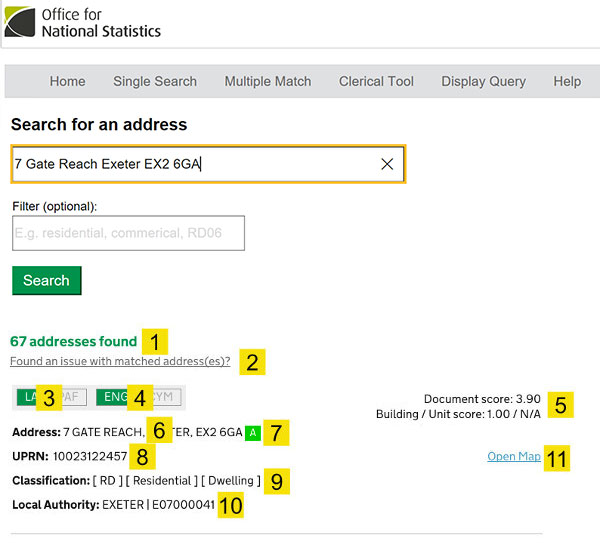 Office for
National Statistics
Home Single Search Multiple Match Clerical Tool Display Query Help
Search for an address
7 Gate Reach Exeter EX2 6GA
Filter (optional):
E.g. residential, commerical, RD06
Search
67 addresses found 1
Found an issue with matched address(es)? 2
3 AF ENG 4 YM
Document score: 3.90
Building / Unit score: 1.00 / N/A 5
Address: 7 GATE REACH, 6 TER, EX2 6GA A 7
UPRN: 10023122457 8
Open Map 11
Classification: [ RD ] [ Residential ] [ Dwelling ] 9
Local Authority: EXETER | E07000041 10